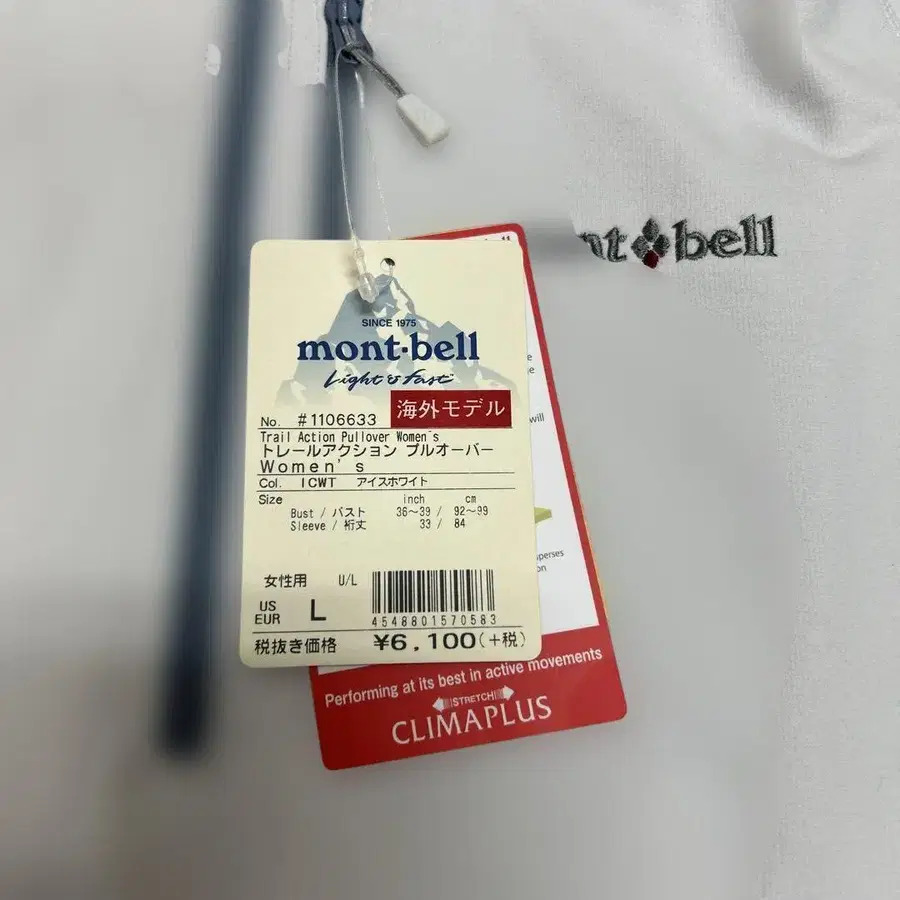 SINCE 1975
mont·bell
Light & Fast
海外モデル
No. #1106633
Trail Action Pullover Women's
トレールアクション プルオーバー
Women's
Col. ICWT アイスホワイト
Size inch cm
Bust / バスト 36〜39 / 92〜99
Sleeve / 裄丈 33 / 84
女性用 U/L
US
EUR L
4548801570583
税抜き価格 ¥6,100(+税)
will
Performing at its best in active movements
STRETCH
CLIMAPLUS
bell